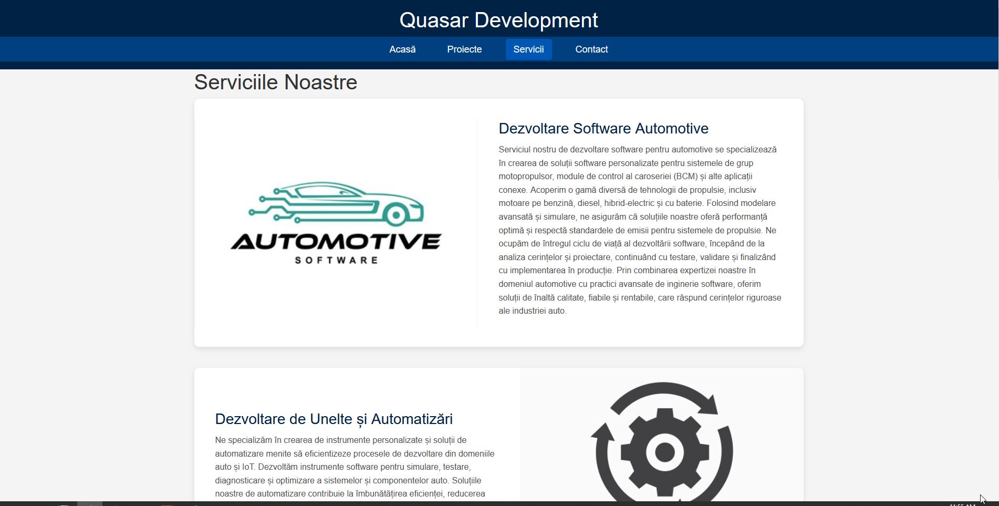 Quasar Development
Acasă
Proiecte
Servicii
Contact
Serviciile Noastre
AUTOMOTIVE
SOFTWARE
Dezvoltare Software Automotive
Serviciul nostru de dezvoltare software pentru automotive se specializează
în crearea de soluții software personalizate pentru sistemele de grup
motopropulsor, module de control al caroseriei (BCM) și alte aplicații
conexe. Acoperim o gamă diversă de tehnologii de propulsie, inclusiv
motoare pe benzină, diesel, hibrid-electric și cu baterie. Folosind modelare
avansată și simulare, ne asigurăm că soluțiile noastre oferă performanță
optimă și respectă standardele de emisii pentru sistemele de propulsie. Ne
ocupăm de întregul ciclu de viață al dezvoltării software, începând de la
analiza cerințelor și proiectare, continuând cu testare, validare și finalizând
cu implementarea în producție. Prin combinarea expertizei noastre în
domeniul automotive cu practici avansate de inginerie software, oferim
soluții de înaltă calitate, fiabile și rentabile, care răspund cerințelor riguroase
ale industriei auto.
Dezvoltare de Unelte și Automatizări
Ne specializăm în crearea de instrumente personalizate și soluții de
automatizare menite să eficientizeze procesele de dezvoltare din domeniile
auto și IoT. Dezvoltăm instrumente software pentru simulare, testare,
diagnosticare și optimizare a sistemelor și componentelor auto. Soluțiile
noastre de automatizare contribuie la îmbunătățirea eficienței, reducerea